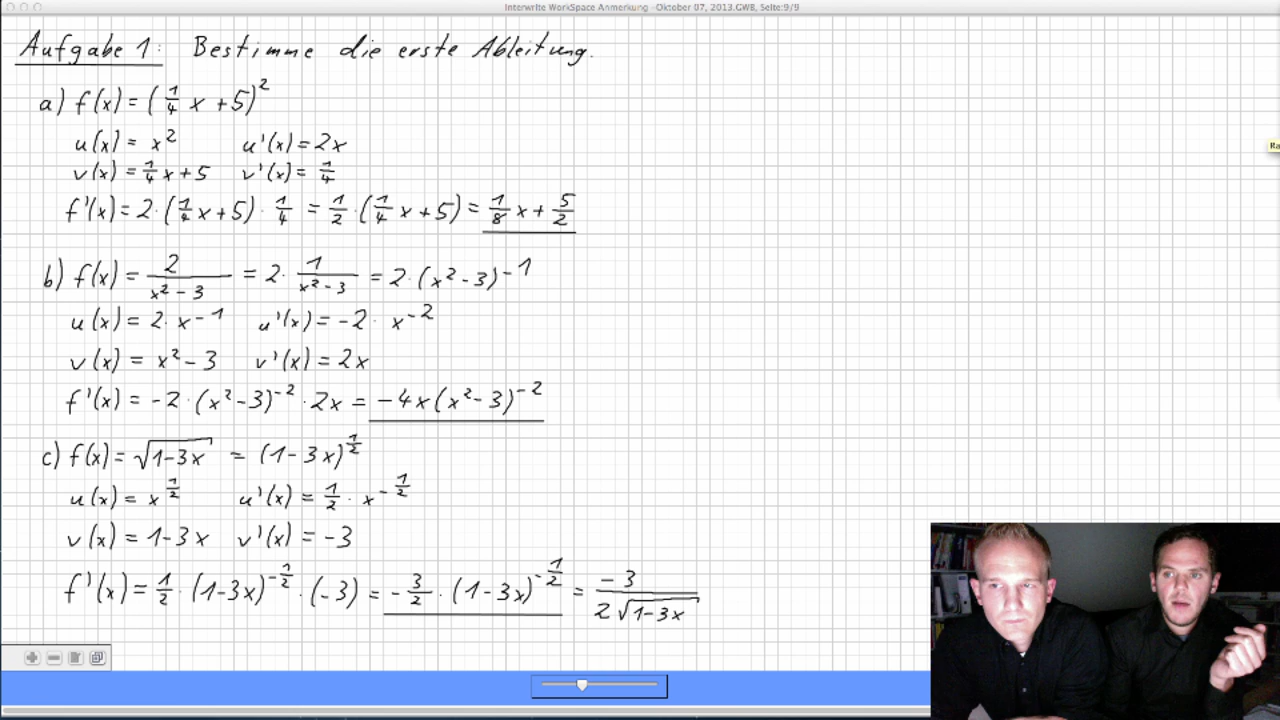 Interwrite WorkSpace Anmerkung -Oktober 07, 2013.GWB, Seite:9/9
Aufgabe 1: Bestimme die erste Ableitung.
a) f(x) = (1/4 x + 5)²
u(x) = x² u'(x) = 2x
v(x) = 1/4 x + 5 v'(x) = 1/4
f'(x) = 2 · (1/4 x + 5) · 1/4 = 1/2 · (1/4 x + 5) = 1/8 x + 5/2
b) f(x) = 2/(x² - 3) = 2 · 1/(x² - 3) = 2 · (x² - 3)⁻¹
u(x) = 2 · x⁻¹ u'(x) = -2 · x⁻²
v(x) = x² - 3 v'(x) = 2x
f'(x) = -2 · (x² - 3)⁻² · 2x = -4x(x² - 3)⁻²
c) f(x) = √(1-3x) = (1 - 3x)^(1/2)
u(x) = x^(1/2) u'(x) = 1/2 · x^(-1/2)
v(x) = 1 - 3x v'(x) = -3
f'(x) = 1/2 · (1-3x)^(-1/2) · (-3) = -3/2 · (1-3x)^(-1/2) = -3/(2√(1-3x))